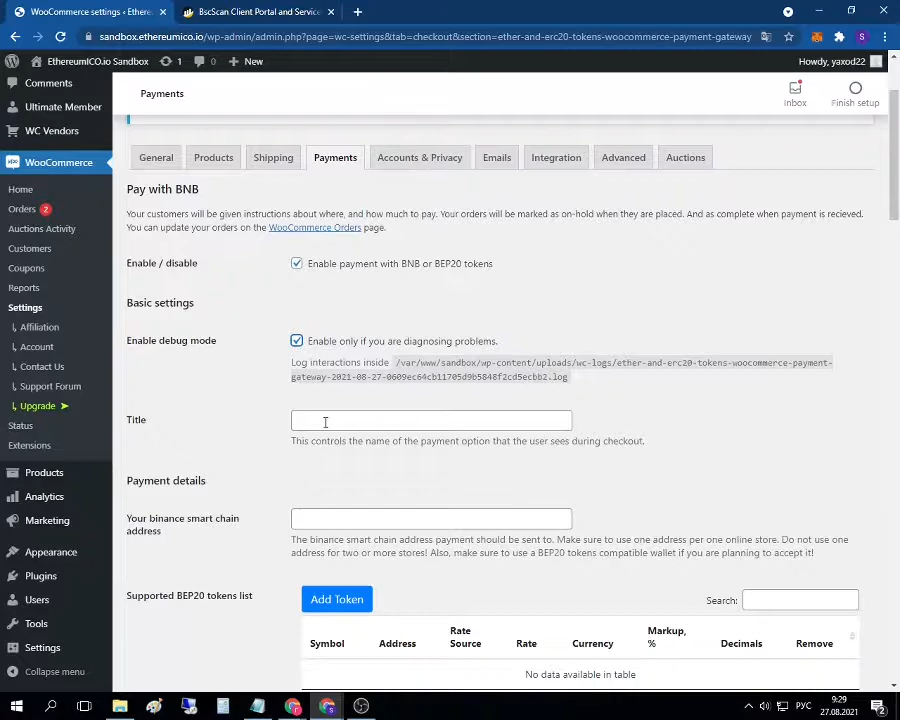 WooCommerce settings ‹ Ethere
BscScan Client Portal and Service
sandbox.ethereumico.io/wp-admin/admin.php?page=wc-settings&tab=checkout&section=ether-and-erc20-tokens-woocommerce-payment-gateway
EthereumICO.io Sandbox
1
0
New
Howdy, yaxod22
Comments
Ultimate Member
WC Vendors
WooCommerce
Home
Orders 2
Auctions Activity
Customers
Coupons
Reports
Settings
Affiliation
Account
Contact Us
Support Forum
Upgrade ➤
Status
Extensions
Products
Analytics
Marketing
Appearance
Plugins
Users
Tools
Settings
Collapse menu
Payments
Inbox
Finish setup
General
Products
Shipping
Payments
Accounts & Privacy
Emails
Integration
Advanced
Auctions
Pay with BNB
Your customers will be given instructions about where, and how much to pay. Your orders will be marked as on-hold when they are placed. And as complete when payment is recieved.
You can update your orders on the WooCommerce Orders page.
Enable / disable
Enable payment with BNB or BEP20 tokens
Basic settings
Enable debug mode
Enable only if you are diagnosing problems.
Log interactions inside /var/www/sandbox/wp-content/uploads/wc-logs/ether-and-erc20-tokens-woocommerce-payment-
gateway-2021-08-27-0609ec64cb11705d9b5848f2cd5ecbb2.log
Title
This controls the name of the payment option that the user sees during checkout.
Payment details
Your binance smart chain
address
The binance smart chain address payment should be sent to. Make sure to use one address per one online store. Do not use one
address for two or more stores! Also, make sure to use a BEP20 tokens compatible wallet if you are planning to accept it!
Supported BEP20 tokens list
Add Token
Search:
Symbol
Address
Rate
Source
Rate
Currency
Markup,
%
Decimals
Remove
No data available in table
РУС
9:29
27.08.2021
2